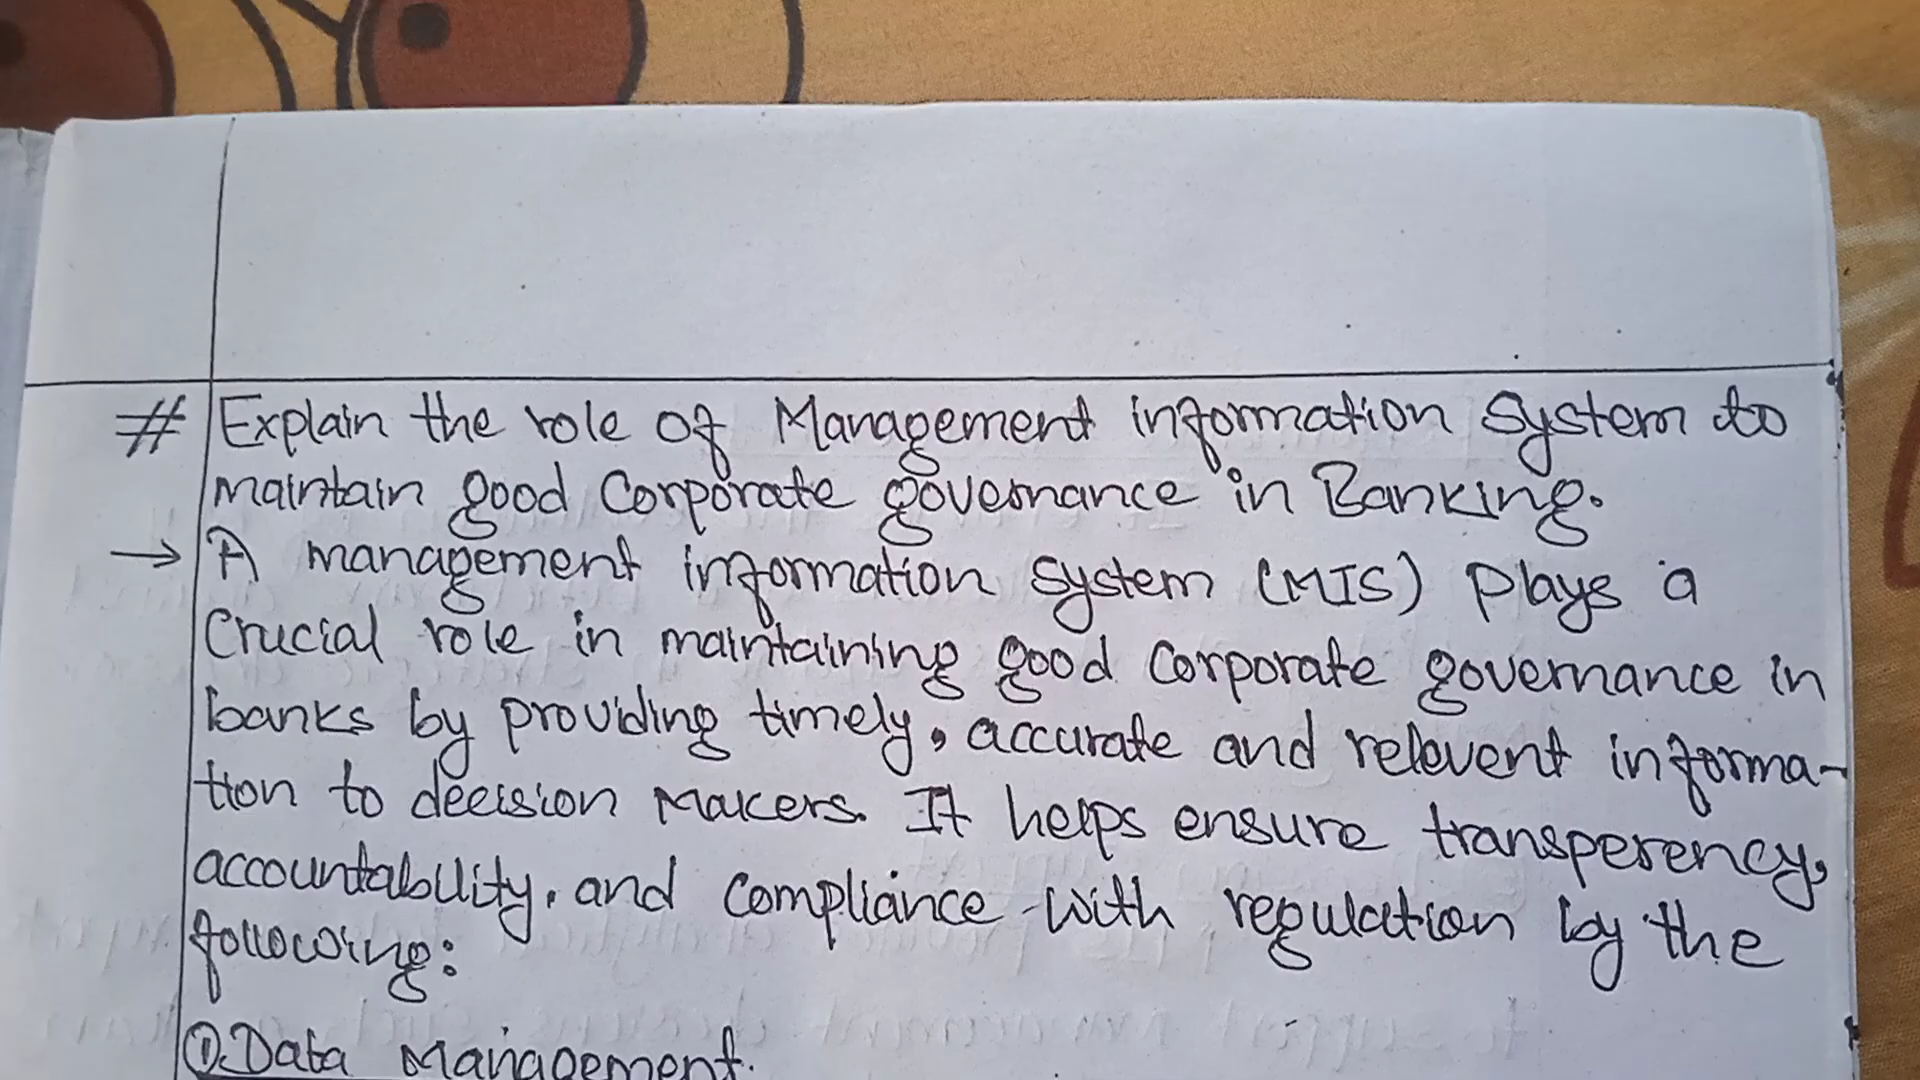 # Explain the role of Management information system to
maintain good Corporate governance in Banking.
→ A management information system (MIS) Plays a
Crucial role in maintaining good Corporate governance in
banks by providing timely, accurate and relevent informa-
tion to decision Makers. It helps ensure transperency,
accountability, and compliance with regulation by the
following:
①. Data Management.